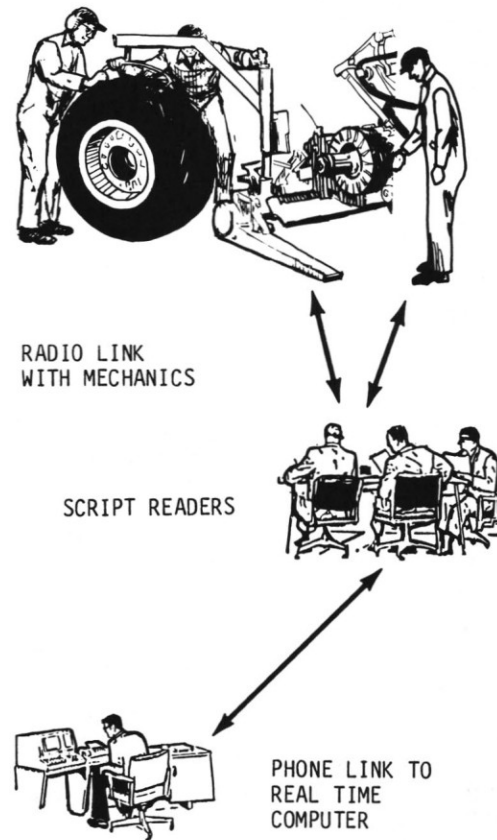 RADIO LINK
WITH MECHANICS
SCRIPT READERS
PHONE LINK TO
REAL TIME
COMPUTER